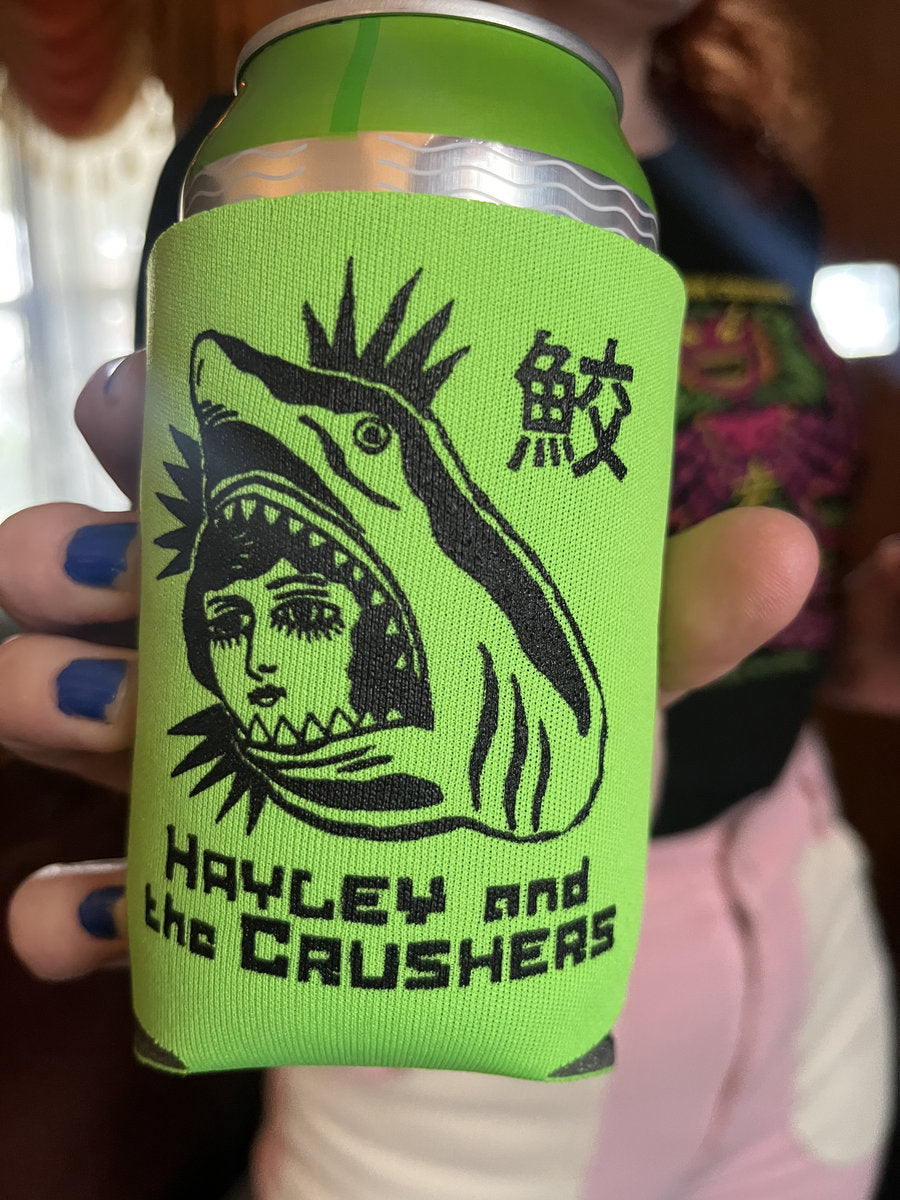 鮫
HAYLEY and
the CRUSHERS